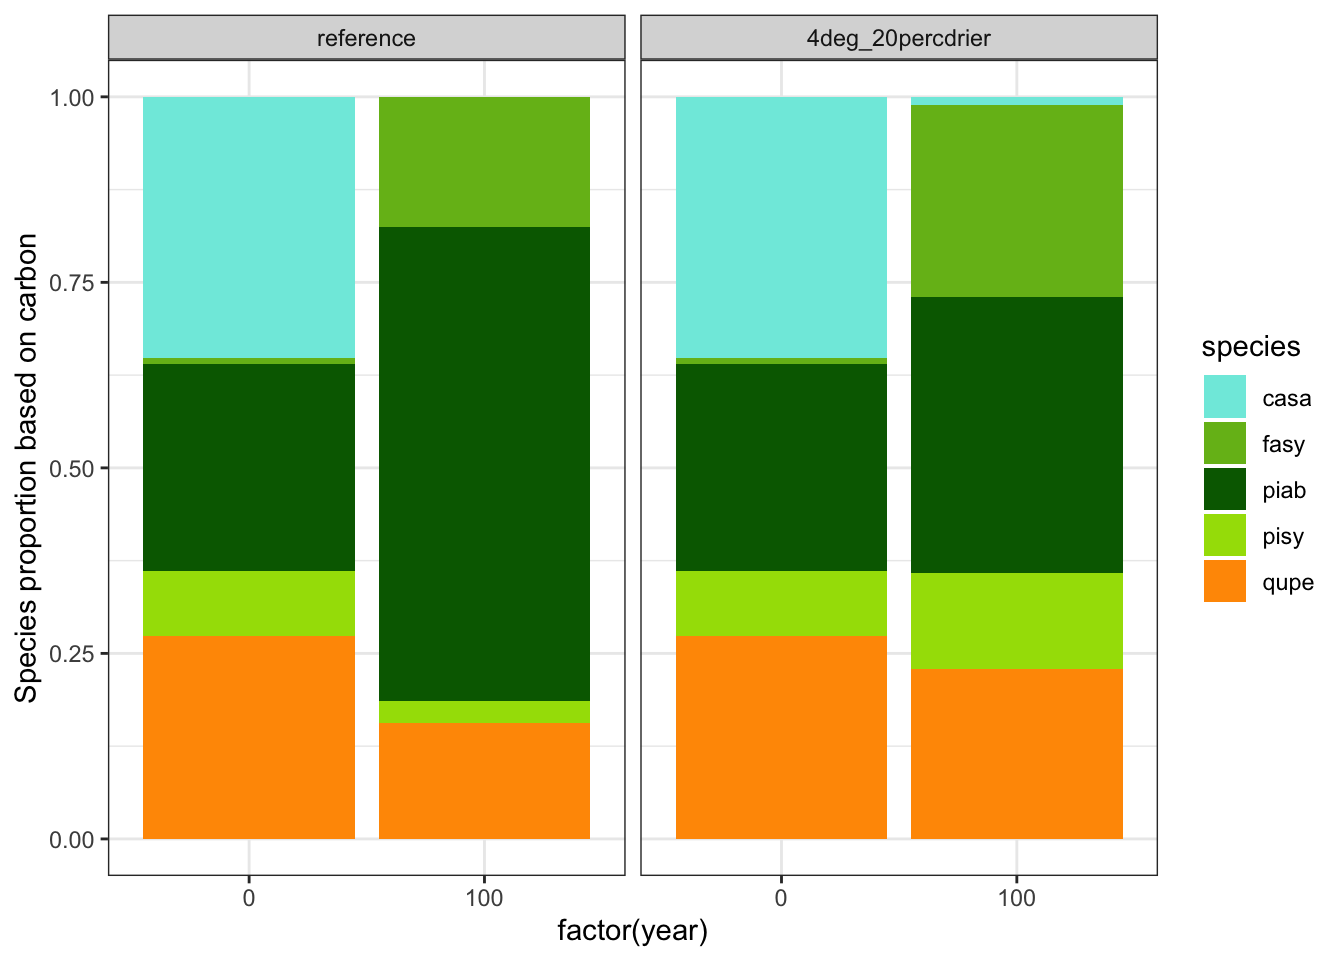 reference
4deg_20percdrier
Species proportion based on carbon
1.00
0.75
0.50
0.25
0.00
0
100
0
100
factor(year)
species
casa
fasy
piab
pisy
qupe